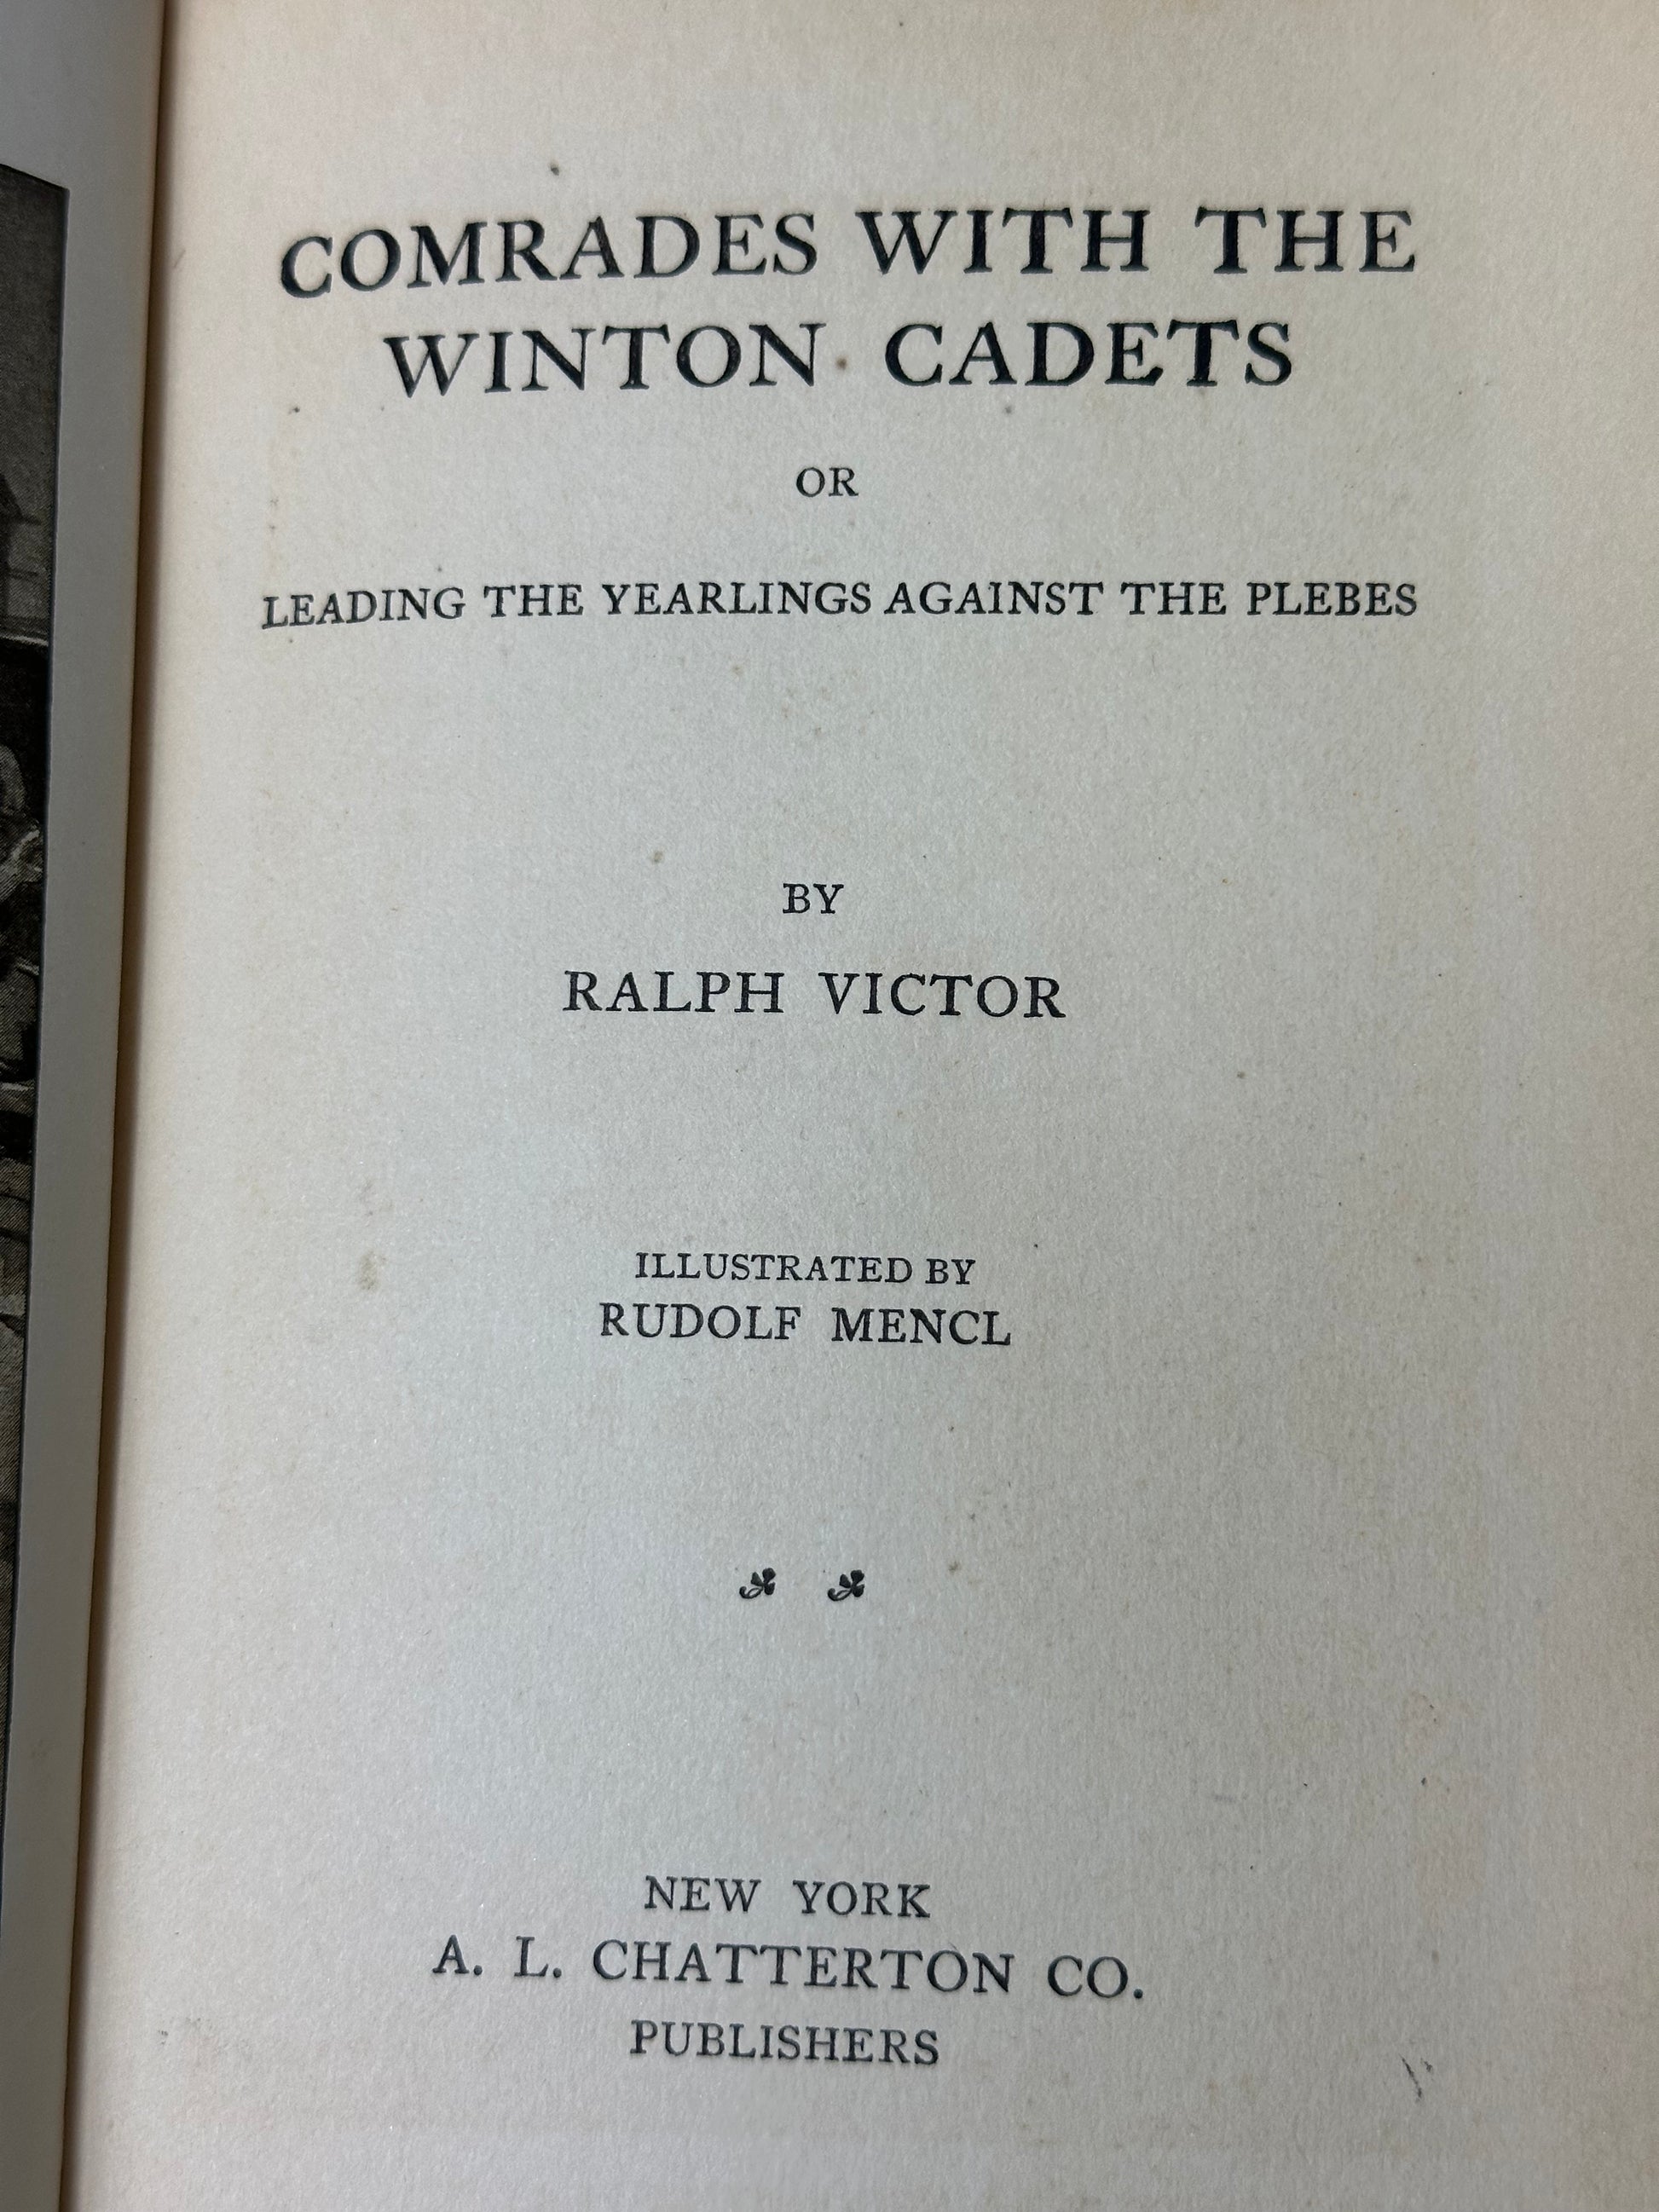 COMRADES WITH THE
WINTON CADETS
OR
LEADING THE YEARLINGS AGAINST THE PLEBES
BY
RALPH VICTOR
ILLUSTRATED BY
RUDOLF MENCL
NEW YORK
A. L. CHATTERTON CO.
PUBLISHERS